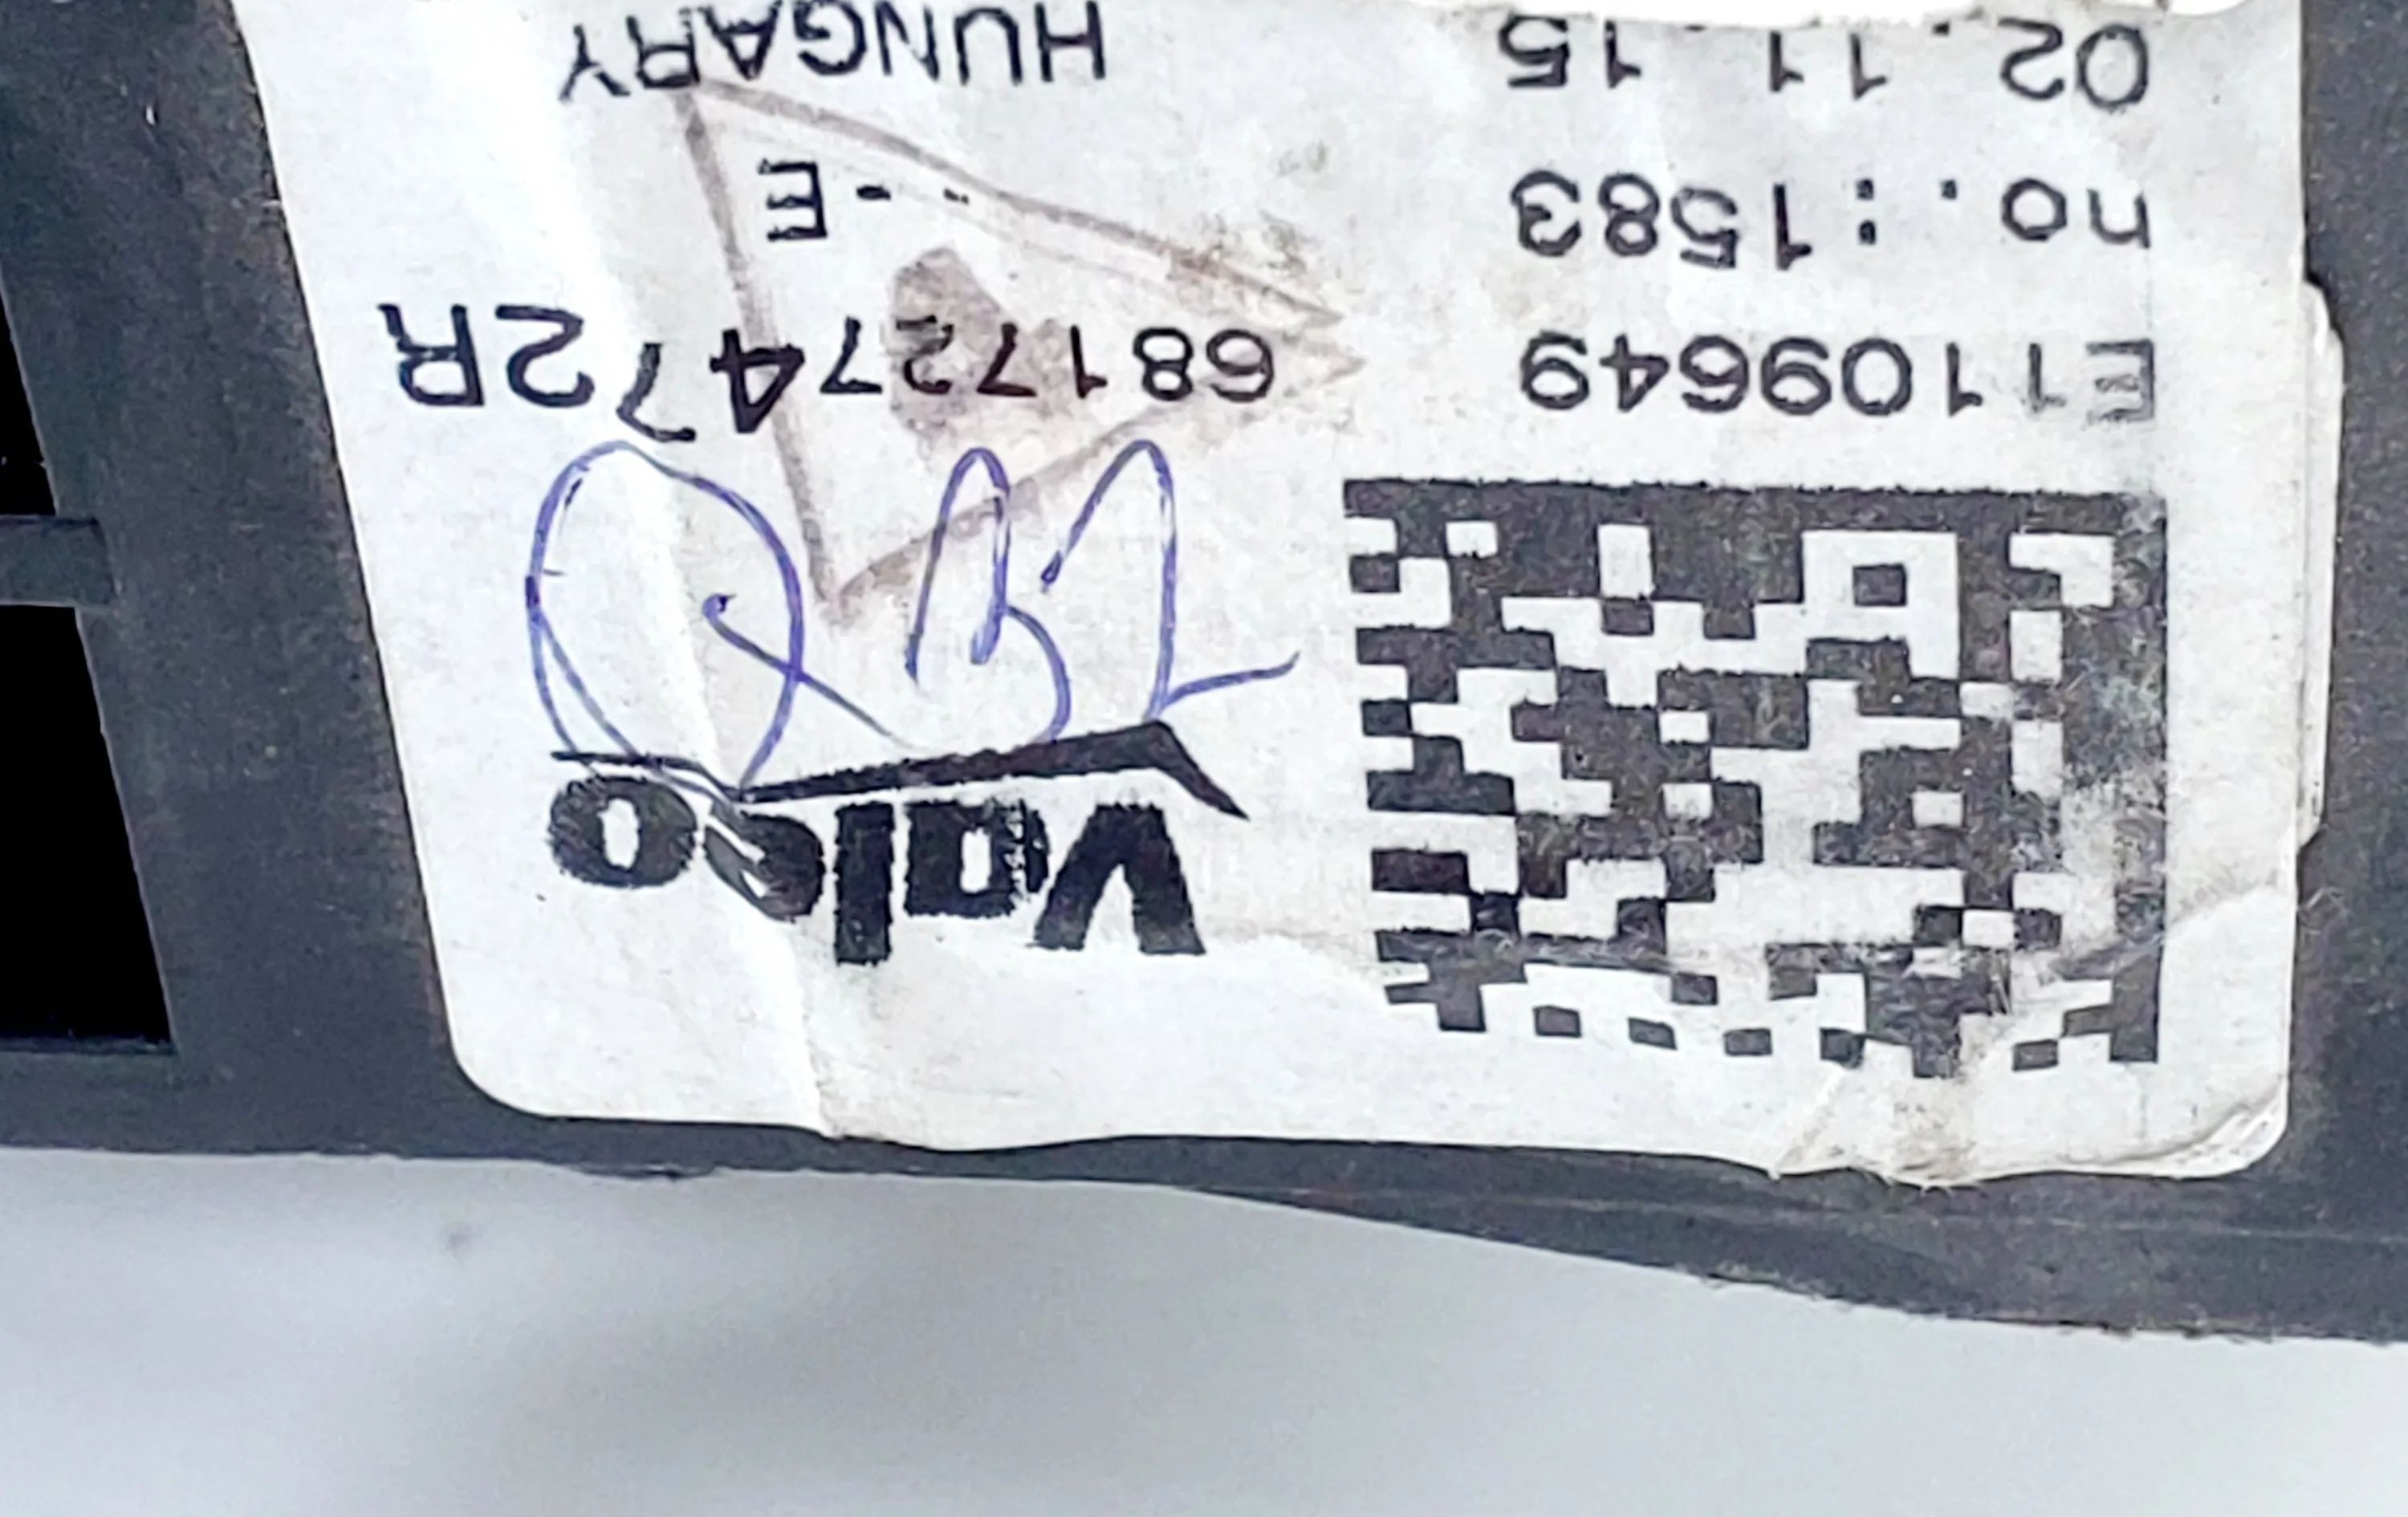 Valeo
E1109649
681727472R
no.:1583
-E
02.11.15
HUNGARY